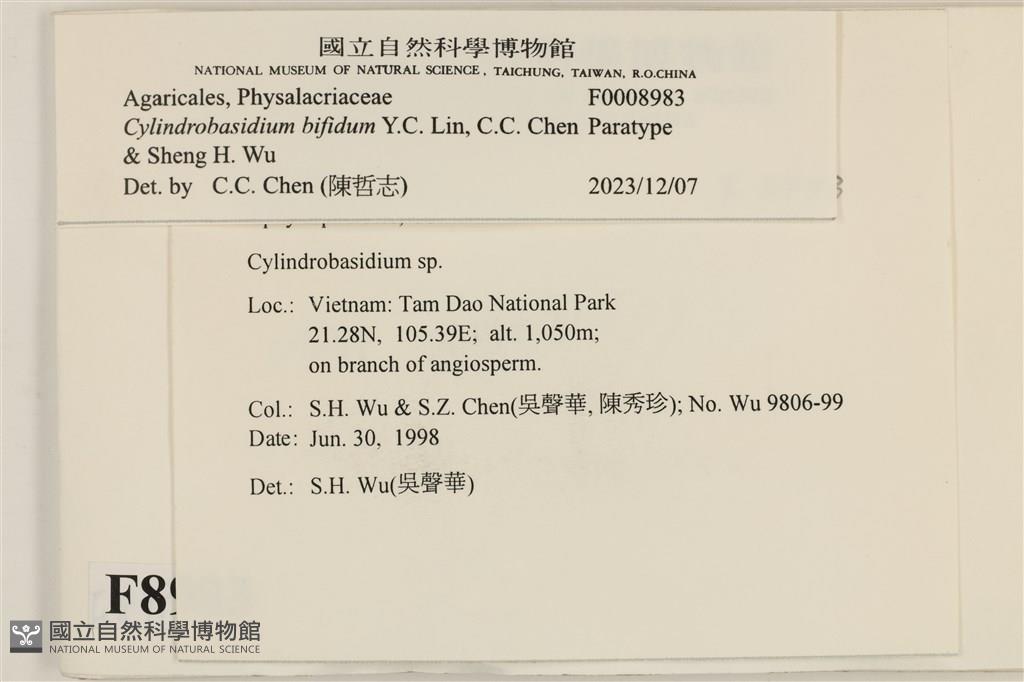 國立自然科學博物館
NATIONAL MUSEUM OF NATURAL SCIENCE, TAICHUNG, TAIWAN, R.O.CHINA
Agaricales, Physalacriaceae F0008983
Cylindrobasidium bifidum Y.C. Lin, C.C. Chen Paratype
& Sheng H. Wu
Det. by C.C. Chen (陳哲志) 2023/12/07
Cylindrobasidium sp.
Loc.: Vietnam: Tam Dao National Park
21.28N, 105.39E; alt. 1,050m;
on branch of angiosperm.
Col.: S.H. Wu & S.Z. Chen(吳聲華, 陳秀珍); No. Wu 9806-99
Date: Jun. 30, 1998
Det.: S.H. Wu(吳聲華)
F89
國立自然科學博物館
NATIONAL MUSEUM OF NATURAL SCIENCE